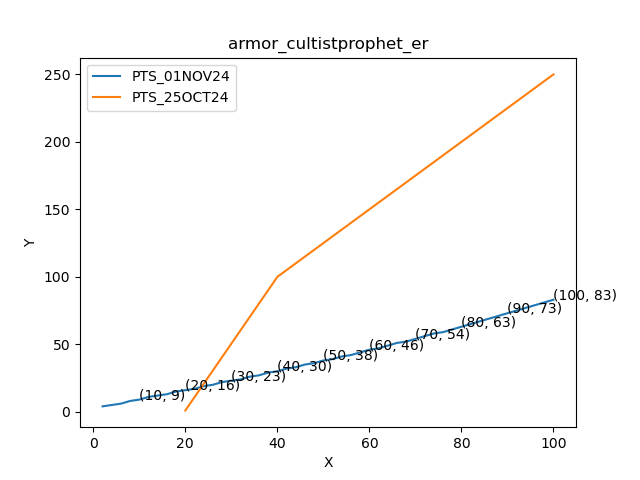 armor_cultistprophet_er
PTS_01NOV24
PTS_25OCT24
250
200
150
100
50
0
Y
(10, 9)
(20, 16)
(30, 23)
(40, 30)
(50, 38)
(60, 46)
(70, 54)
(80, 63)
(90, 73)
(100, 83)
0 20 40 60 80 100
X